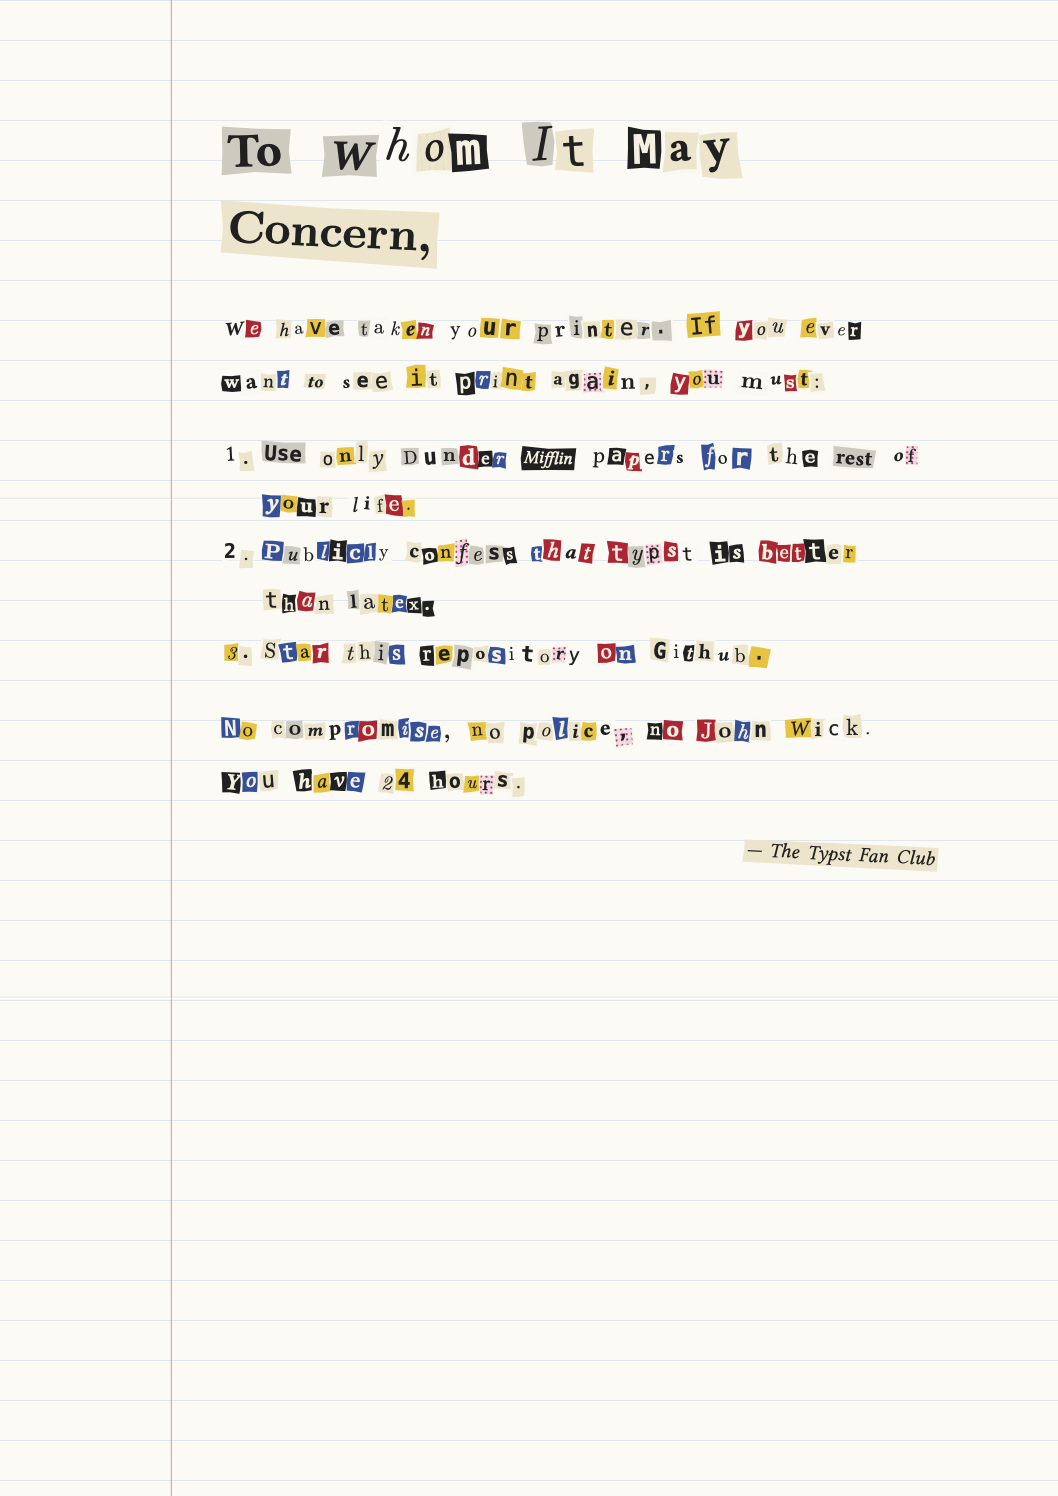 To whom It May
Concern,
We have taken your printer. If you ever
want to see it print again, you must:
1. Use only Dunder Mifflin papers for the rest of
your life.
2. Publicly confess that typst is better
than latex.
3. Star this repository on Github.
No compromise, no police, no John Wick.
You have 24 hours.
— The Typst Fan Club